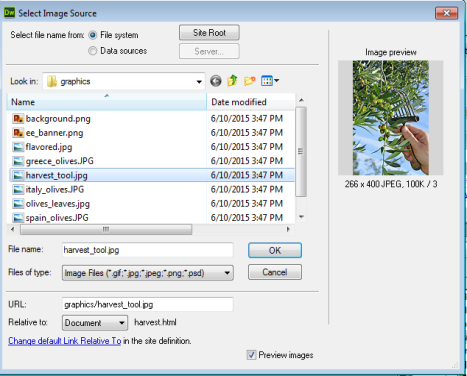 Dw Select Image Source
Select file name from: File system Site Root
Data sources Server...
Image preview
Look in: graphics
Name Date modified
background.png 6/10/2015 3:47 PM
ee_banner.png 6/10/2015 3:47 PM
flavored.jpg 6/10/2015 3:47 PM
greece_olives.JPG 6/10/2015 3:47 PM
harvest_tool.jpg 6/10/2015 3:47 PM
italy_olives.JPG 6/10/2015 3:47 PM
olives_leaves.jpg 6/10/2015 3:47 PM
spain_olives.JPG 6/10/2015 3:47 PM
266 x 400 JPEG, 100K / 3
File name: harvest_tool.jpg OK
Files of type: Image Files (*.gif;*.jpg;*.jpeg;*.png;*.psd) Cancel
URL: graphics/harvest_tool.jpg
Relative to: Document harvest.html
Change default Link Relative To in the site definition.
Preview images